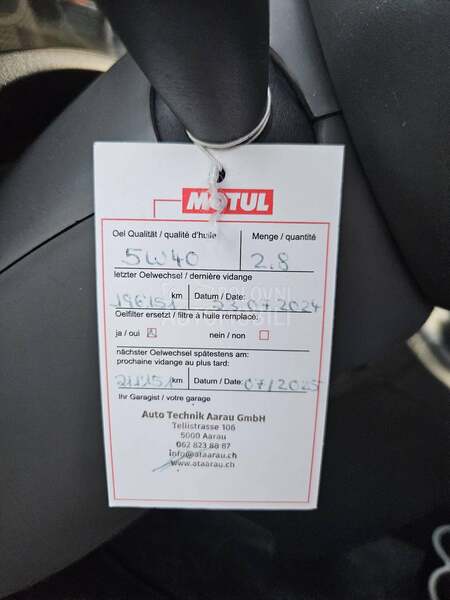 MOTUL
Oel Qualität / qualité d'huile Menge / quantité
5W40 2.8
letzter Oelwechsel / dernière vidange
196151 km Datum / Date: 23.07.2024
Oelfilter ersetzt / filtre à huile remplacé:
ja / oui nein / non
nächster Oelwechsel spätestens am:
prochaine vidange au plus tard:
211151 km Datum / Date: 07/2025
Ihr Garagist / votre garage
Auto Technik Aarau GmbH
Tellistrasse 106
5000 Aarau
062 823 88 87
info@ataarau.ch
www.ataarau.ch
POLOVNI
AUTOMOBILI